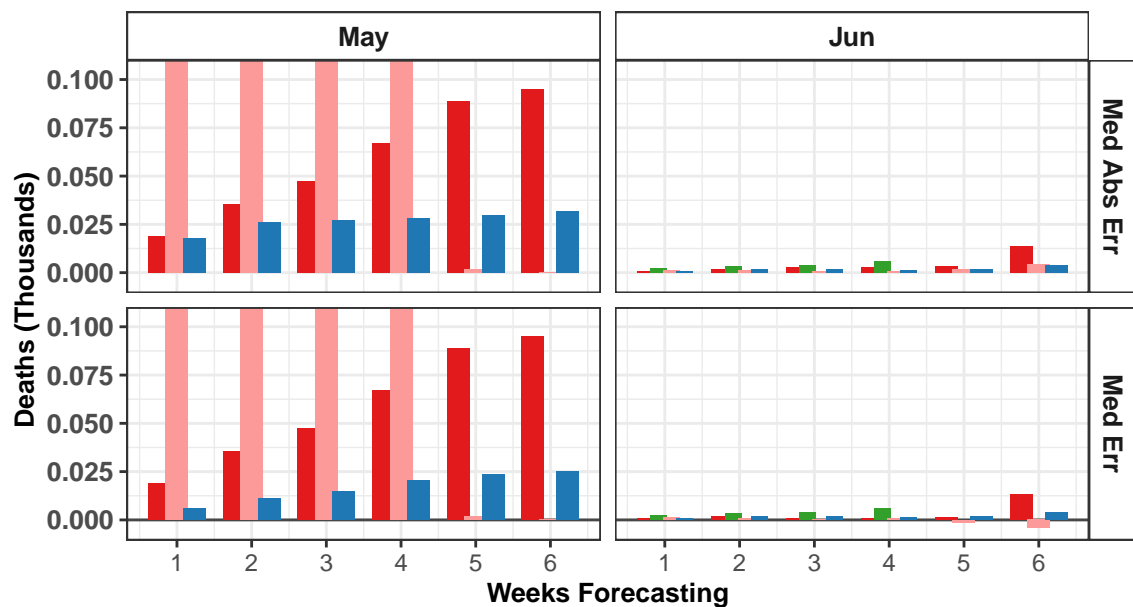 May Jun
0.100
0.075
0.050
0.025
0.000
Med Abs Err
0.100
0.075
0.050
0.025
0.000
Med Err
Deaths (Thousands)
1 2 3 4 5 6 1 2 3 4 5 6
Weeks Forecasting